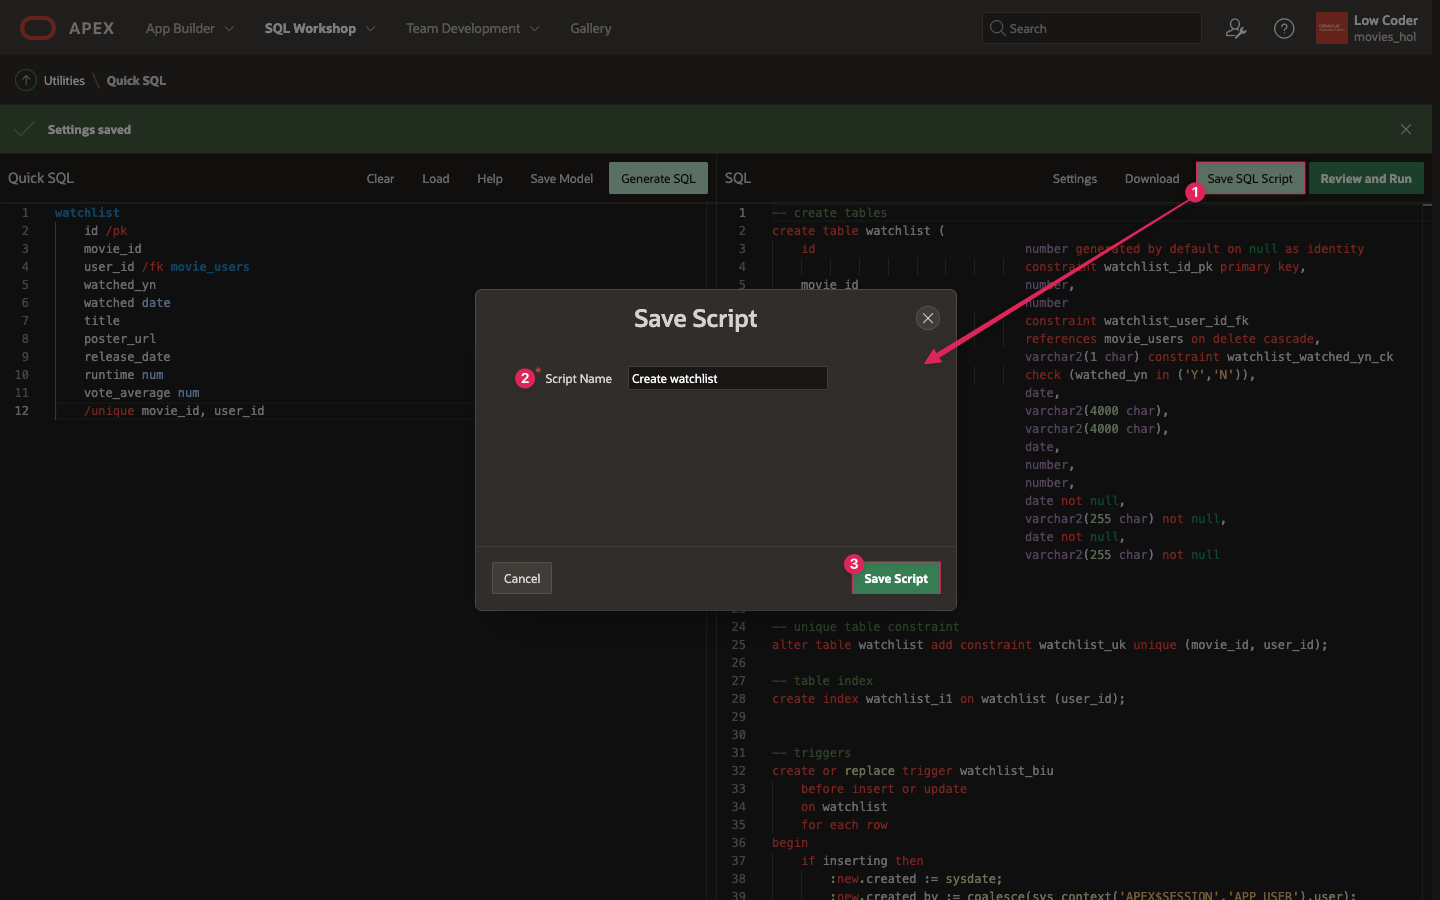 APEX App Builder SQL Workshop Team Development Gallery Search Low Coder
movies_hol
Utilities \ Quick SQL
Settings saved
Quick SQL Clear Load Help Save Model Generate SQL
1 watchlist
2 id /pk
3 movie_id
4 user_id /fk movie_users
5 watched_yn
6 watched date
7 title
8 poster_url
9 release_date
10 runtime num
11 vote_average num
12 /unique movie_id, user_id
SQL Settings Download 1 Save SQL Script Review and Run
1 -- create tables
2 create table watchlist (
3 id number generated by default on null as identity
4 constraint watchlist_id_pk primary key,
5 movie_id number,
number
constraint watchlist_user_id_fk
references movie_users on delete cascade,
varchar2(1 char) constraint watchlist_watched_yn_ck
check (watched_yn in ('Y','N')),
date,
varchar2(4000 char),
varchar2(4000 char),
date,
number,
number,
date not null,
varchar2(255 char) not null,
date not null,
varchar2(255 char) not null
23
24 -- unique table constraint
25 alter table watchlist add constraint watchlist_uk unique (movie_id, user_id);
26
27 -- table index
28 create index watchlist_i1 on watchlist (user_id);
29
30
31 -- triggers
32 create or replace trigger watchlist_biu
33 before insert or update
34 on watchlist
35 for each row
36 begin
37 if inserting then
38 :new.created := sysdate;
39 :new.created_by := coalesce(sys_context('APEX$SESSION','APP_USER'),user);
Save Script
2 * Script Name Create watchlist
Cancel 3 Save Script